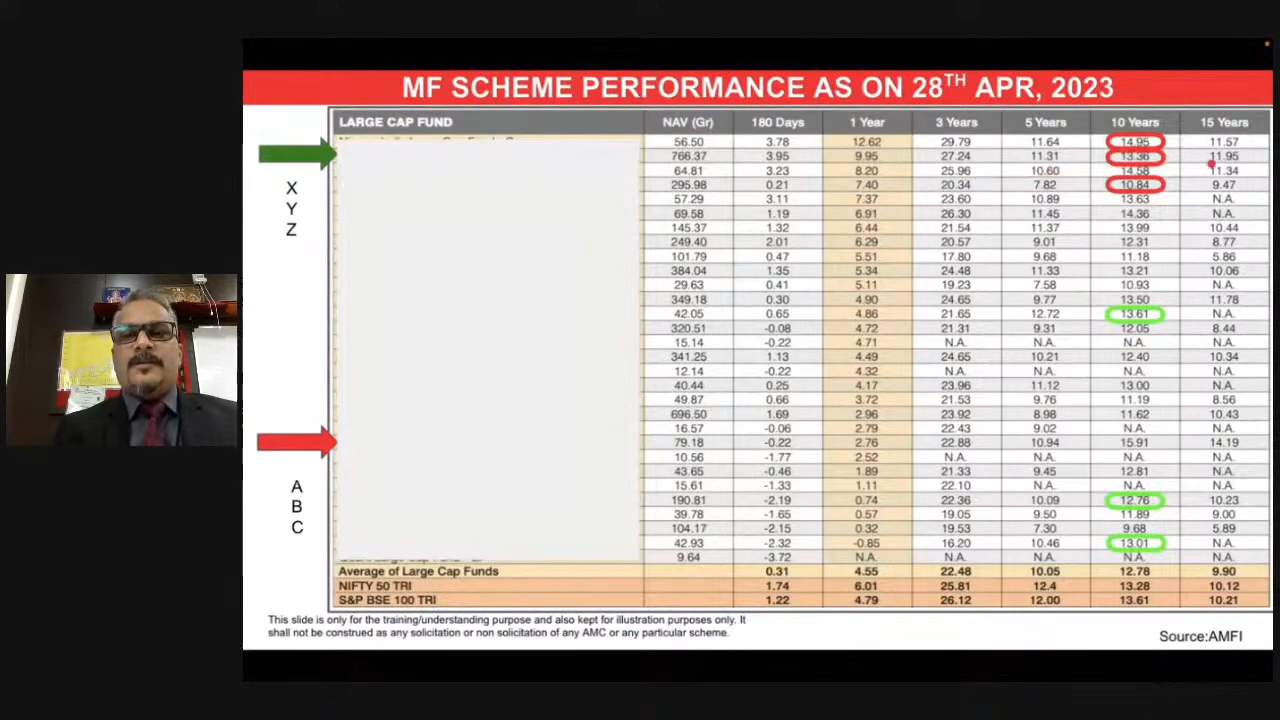 MF SCHEME PERFORMANCE AS ON 28TH APR, 2023
LARGE CAP FUND NAV (Gr) 180 Days 1 Year 3 Years 5 Years 10 Years 15 Years
56.50 3.78 12.62 29.79 11.64 14.95 11.57
766.37 3.95 9.95 27.24 11.31 13.36 11.95
64.81 3.23 8.20 25.96 10.60 14.58 11.34
295.98 0.21 7.40 20.34 7.82 10.84 9.47
57.29 3.11 7.37 23.60 10.89 13.63 N.A.
69.58 1.19 6.91 26.30 11.45 14.36 N.A.
145.37 1.32 6.44 21.54 11.37 13.99 10.44
249.40 2.01 6.29 20.57 9.01 12.31 8.77
101.79 0.47 5.51 17.80 9.68 11.18 5.86
384.04 1.35 5.34 24.48 11.33 13.21 10.06
29.63 0.41 5.11 19.23 7.58 10.93 N.A.
349.18 0.30 4.90 24.65 9.77 13.50 11.78
42.05 0.65 4.86 21.65 12.72 13.61 N.A.
320.51 -0.08 4.72 21.31 9.31 12.05 8.44
15.14 -0.22 4.71 N.A. N.A. N.A. N.A.
341.25 1.13 4.49 24.65 10.21 12.40 10.34
12.14 -0.22 4.32 N.A. N.A. N.A. N.A.
40.44 0.25 4.17 23.96 11.12 13.00 N.A.
49.87 0.66 3.72 21.53 9.76 11.19 8.56
696.50 1.69 2.96 23.92 8.98 11.62 10.43
16.57 -0.06 2.79 22.43 9.02 N.A. N.A.
79.18 -0.22 2.76 22.88 10.94 15.91 14.19
10.56 -1.77 2.52 N.A. N.A. N.A. N.A.
43.65 -0.46 1.89 21.33 9.45 12.81 N.A.
15.61 -1.33 1.11 22.10 N.A. N.A. N.A.
190.81 -2.19 0.74 22.36 10.09 12.76 10.23
39.78 -1.65 0.57 19.05 9.50 11.89 9.00
104.17 -2.15 0.32 19.53 7.30 9.68 5.89
42.93 -2.32 -0.85 16.20 10.46 13.01 N.A.
9.64 -3.72 N.A. N.A. N.A. N.A. N.A.
Average of Large Cap Funds 0.31 4.55 22.48 10.05 12.78 9.90
NIFTY 50 TRI 1.74 6.01 25.81 12.4 13.28 10.12
S&P BSE 100 TRI 1.22 4.79 26.12 12.00 13.61 10.21
X
Y
Z
A
B
C
This slide is only for the training/understanding purpose and also kept for illustration purposes only. It
shall not be construed as any solicitation or non solicitation of any AMC or any particular scheme.
Source:AMFI